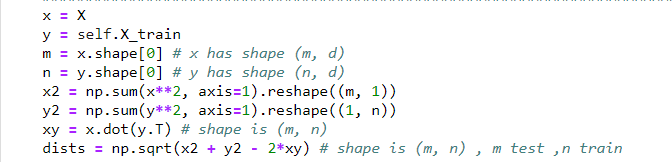 x = X
y = self.X_train
m = x.shape[0] # x has shape (m, d)
n = y.shape[0] # y has shape (n, d)
x2 = np.sum(x**2, axis=1).reshape((m, 1))
y2 = np.sum(y**2, axis=1).reshape((1, n))
xy = x.dot(y.T) # shape is (m, n)
dists = np.sqrt(x2 + y2 - 2*xy) # shape is (m, n) , m test ,n train